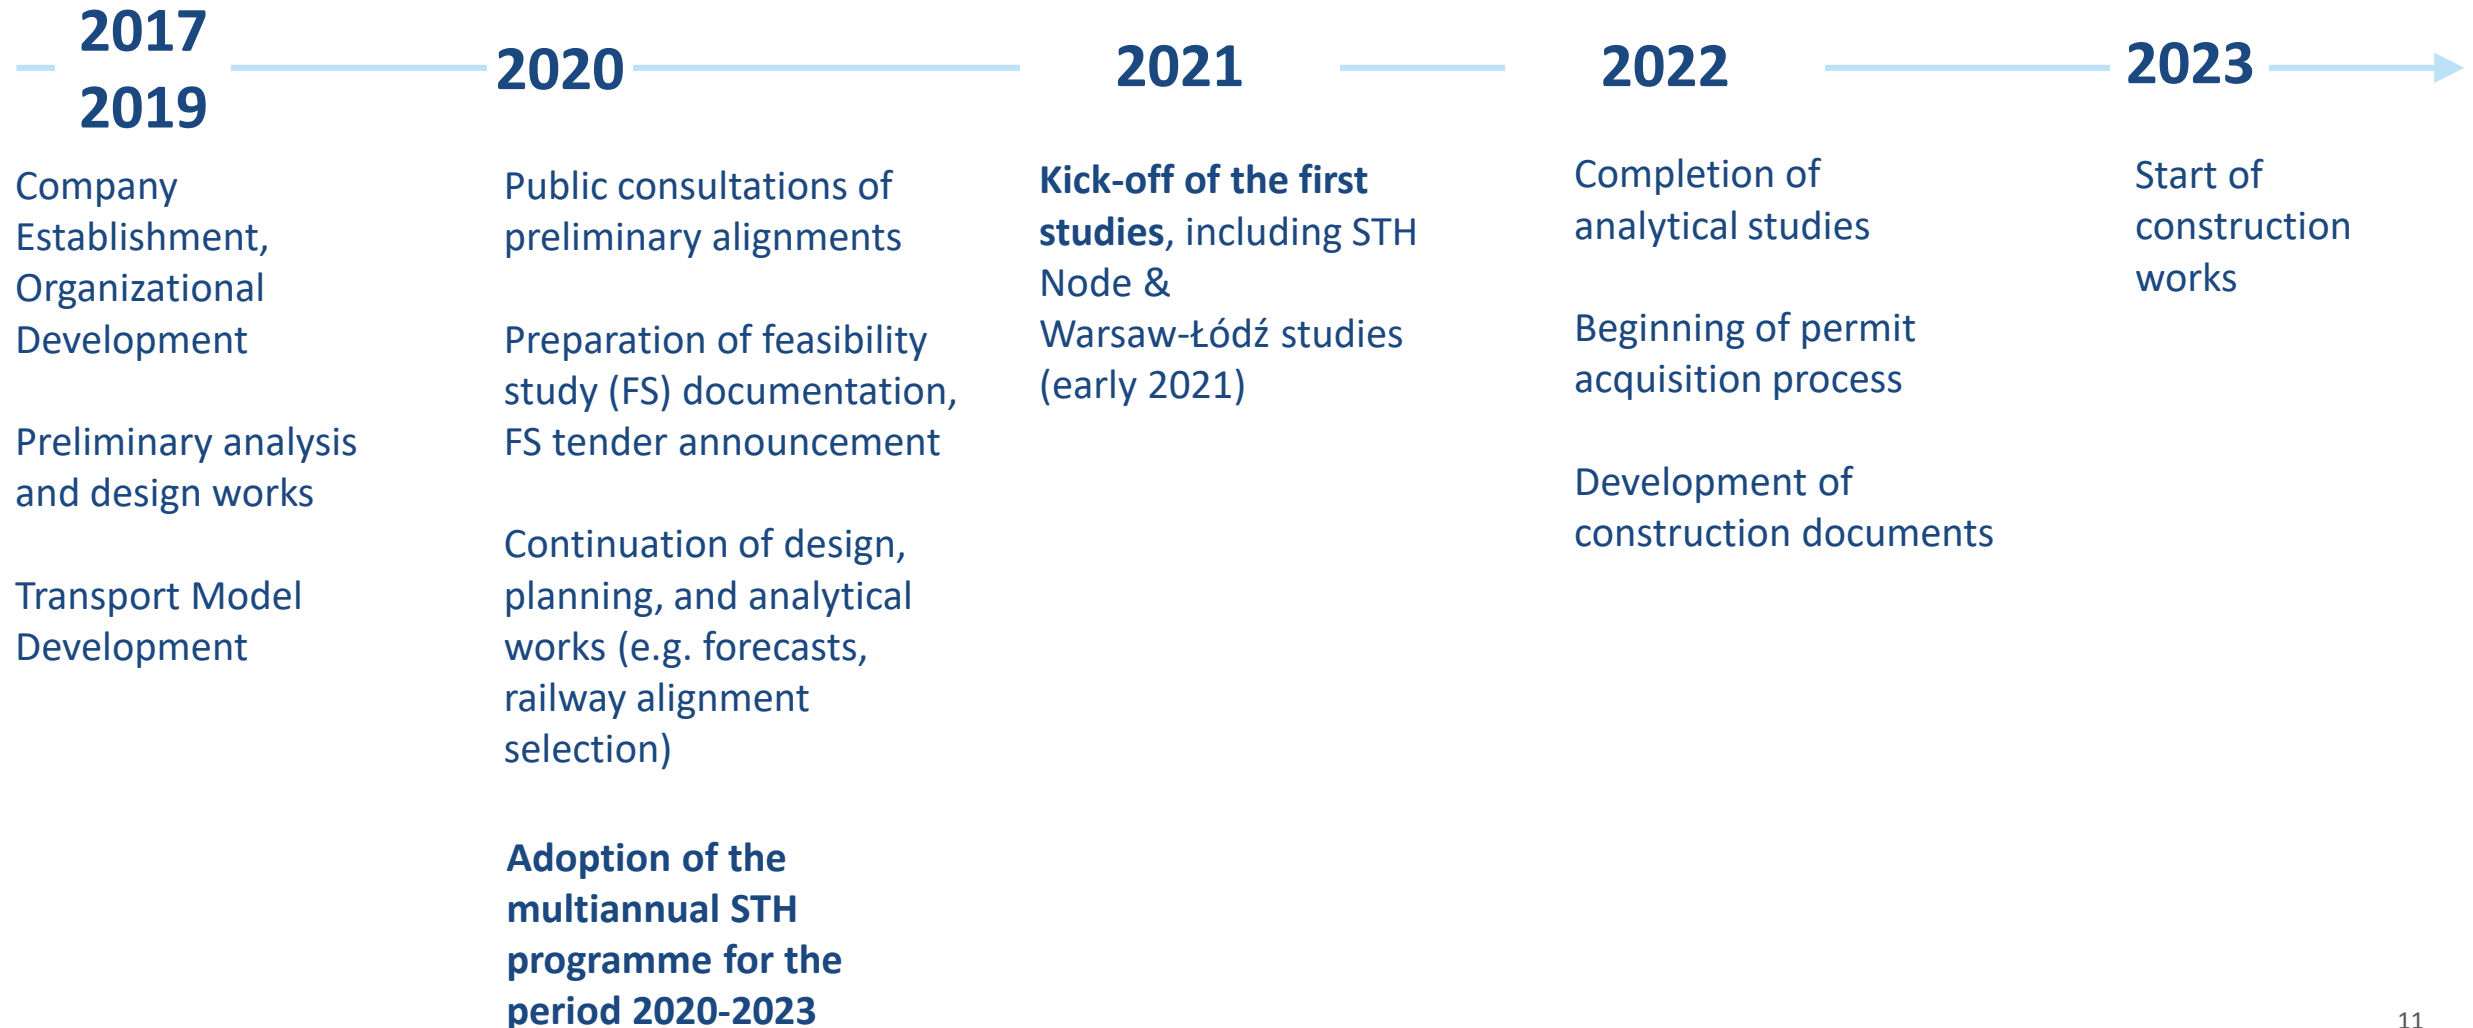 2017
2019
2020
2021
2022
2023
Company
Establishment,
Organizational
Development
Preliminary analysis
and design works
Transport Model
Development
Public consultations of
preliminary alignments
Preparation of feasibility
study (FS) documentation,
FS tender announcement
Continuation of design,
planning, and analytical
works (e.g. forecasts,
railway alignment
selection)
Adoption of the
multiannual STH
programme for the
period 2020-2023
Kick-off of the first
studies, including STH
Node &
Warsaw-Łódź studies
(early 2021)
Completion of
analytical studies
Beginning of permit
acquisition process
Development of
construction documents
Start of
construction
works
11